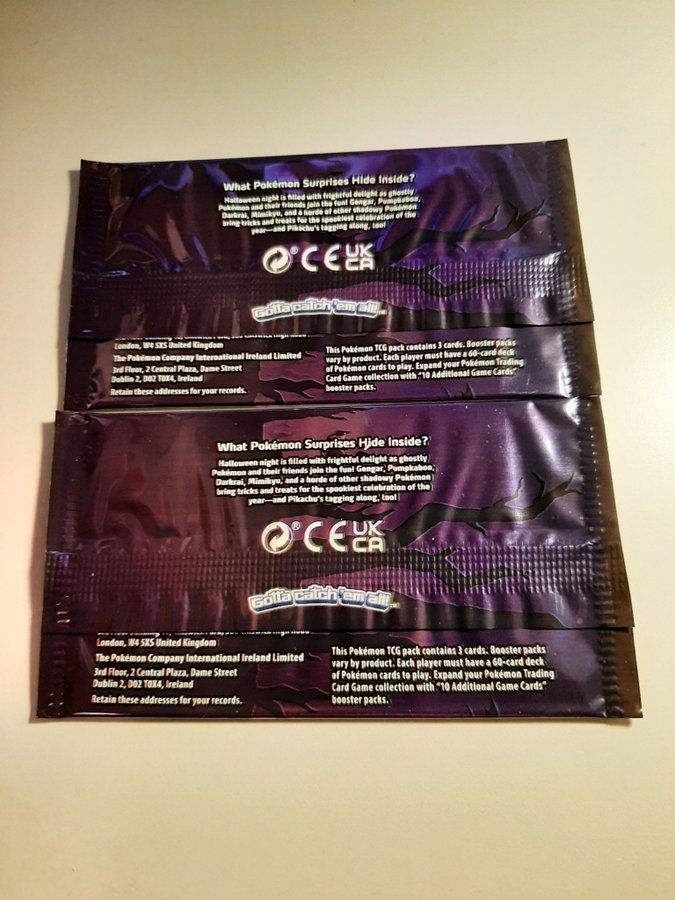 What Pokémon Surprises Hide Inside?
Halloween night is filled with frightful delight as ghostly
Pokémon and their friends join the fun! Gengar, Pumpkaboo,
Darkrai, Mimikyu, and a horde of other shadowy Pokémon
bring tricks and treats for the spookiest celebration of the
year—and Pikachu's tagging along, too!
® CE UK
CA
Gotta catch 'em all!™
London, W4 5XS United Kingdom
The Pokémon Company International Ireland Limited
3rd Floor, 2 Central Plaza, Dame Street
Dublin 2, D02 T0X4, Ireland
Retain these addresses for your records.
This Pokémon TCG pack contains 3 cards. Booster packs
vary by product. Each player must have a 60-card deck
of Pokémon cards to play. Expand your Pokémon Trading
Card Game collection with "10 Additional Game Cards"
booster packs.
What Pokémon Surprises Hide Inside?
Halloween night is filled with frightful delight as ghostly
Pokémon and their friends join the fun! Gengar, Pumpkaboo,
Darkrai, Mimikyu, and a horde of other shadowy Pokémon
bring tricks and treats for the spookiest celebration of the
year—and Pikachu's tagging along, too!
® CE UK
CA
Gotta catch 'em all!™
London, W4 5XS United Kingdom
The Pokémon Company International Ireland Limited
3rd Floor, 2 Central Plaza, Dame Street
Dublin 2, D02 T0X4, Ireland
Retain these addresses for your records.
This Pokémon TCG pack contains 3 cards. Booster packs
vary by product. Each player must have a 60-card deck
of Pokémon cards to play. Expand your Pokémon Trading
Card Game collection with "10 Additional Game Cards"
booster packs.